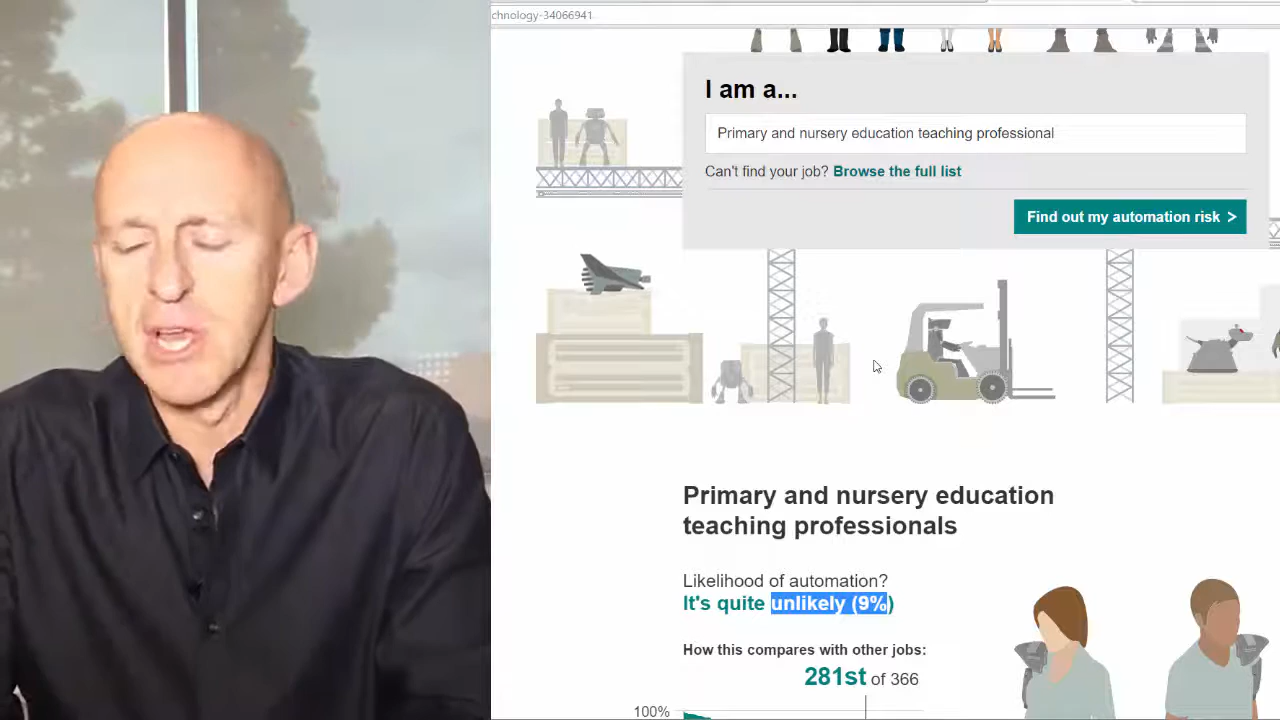 chnology-34066941
I am a...
Primary and nursery education teaching professional
Can't find your job? Browse the full list
Find out my automation risk >
Primary and nursery education
teaching professionals
Likelihood of automation?
It's quite unlikely (9%)
How this compares with other jobs:
281st of 366
100%